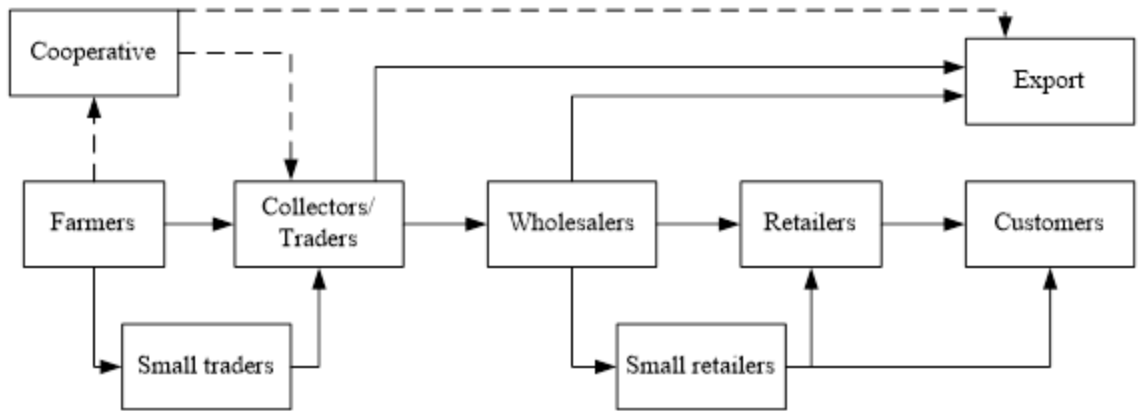 Cooperative
Export
Farmers
Collectors/
Traders
Wholesalers
Retailers
Customers
Small traders
Small retailers